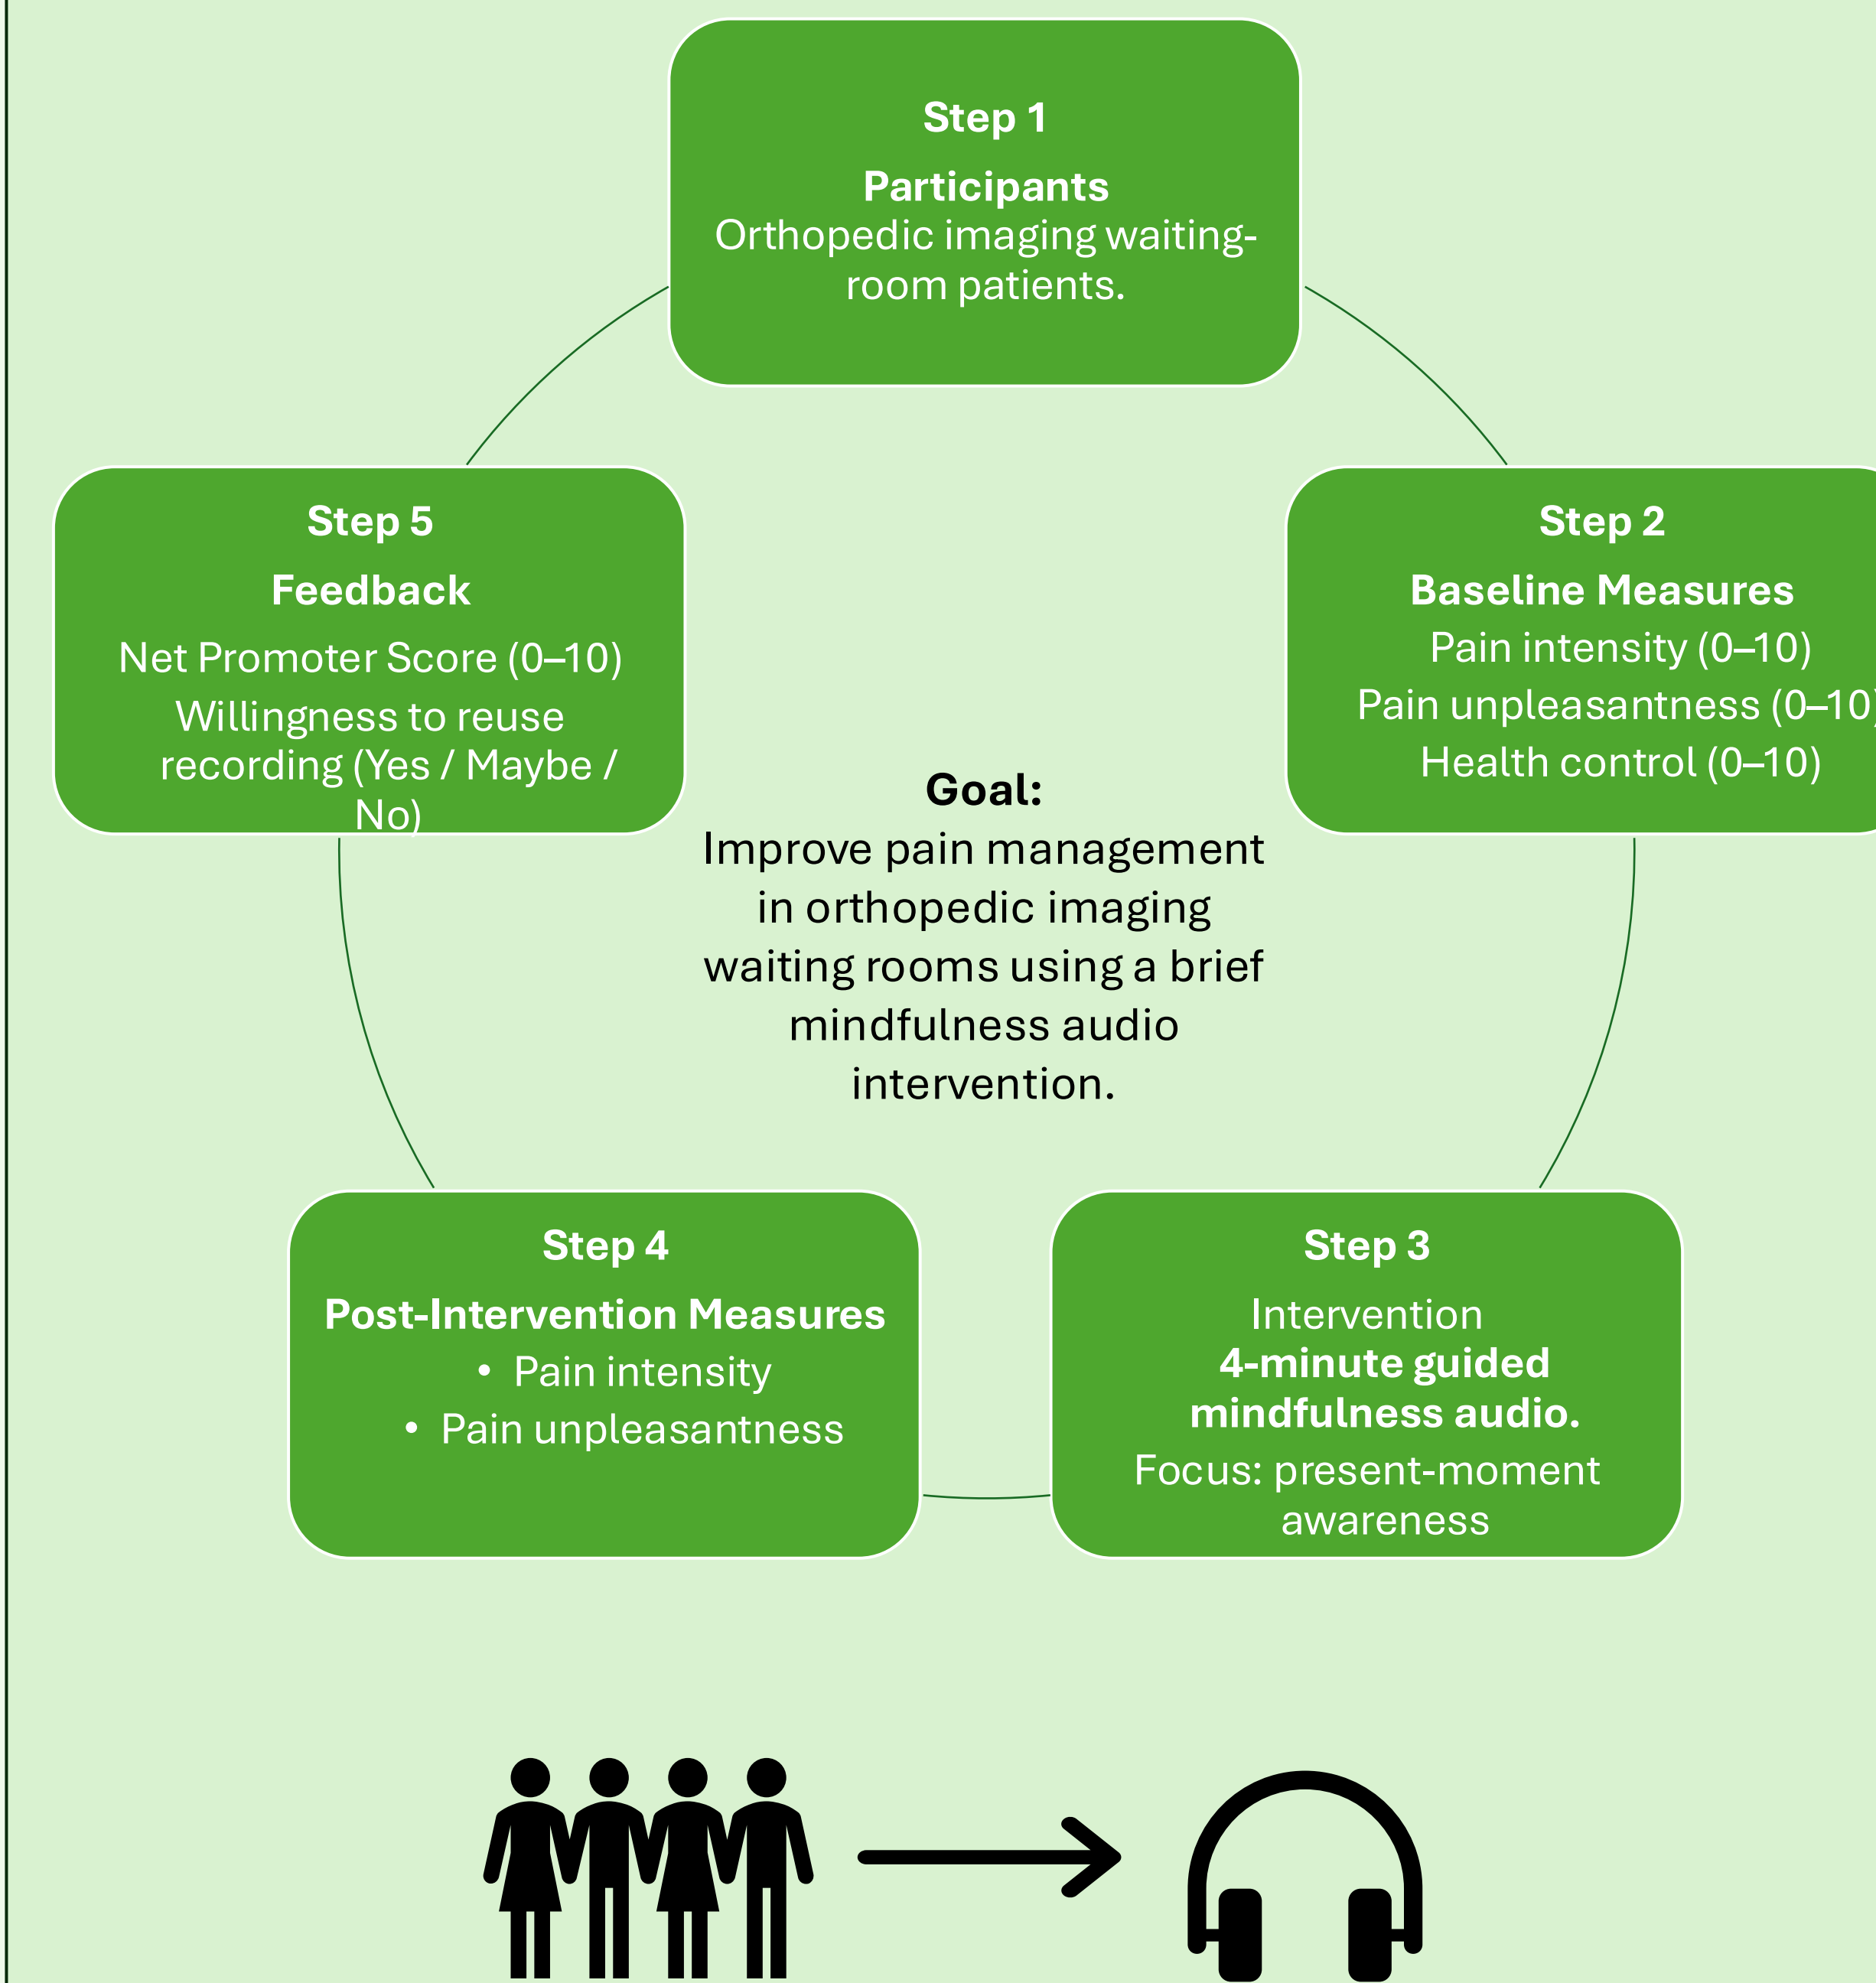 Step 1
Participants
Orthopedic imaging waiting-
room patients.
Step 2
Baseline Measures
Pain intensity (0–10)
Pain unpleasantness (0–10)
Health control (0–10)
Step 3
Intervention
4-minute guided
mindfulness audio.
Focus: present-moment
awareness
Step 4
Post-Intervention Measures
• Pain intensity
• Pain unpleasantness
Step 5
Feedback
Net Promoter Score (0–10)
Willingness to reuse
recording (Yes / Maybe /
No)
Goal:
Improve pain management
in orthopedic imaging
waiting rooms using a brief
mindfulness audio
intervention.